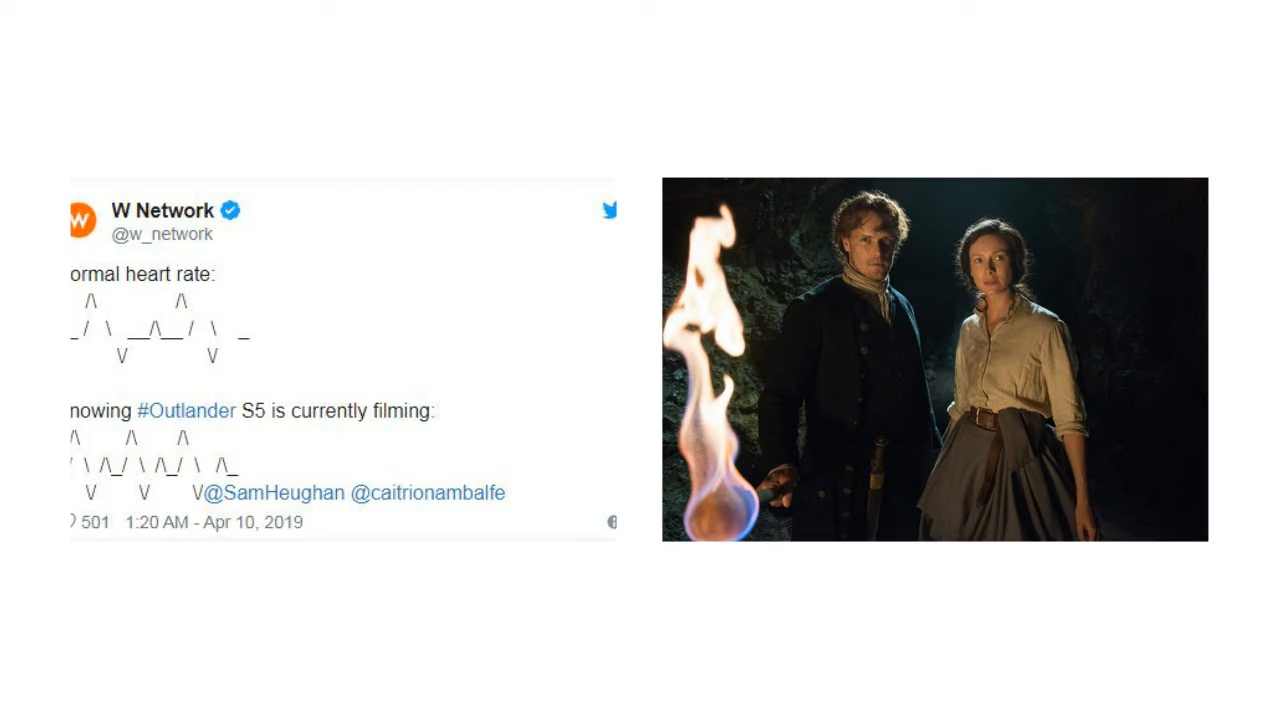 W
W Network
@w_network
ormal heart rate:
/\ /\
_ / \ __/\__ / \ _
\/ \/
nowing #Outlander S5 is currently filming:
/\ /\ /\
/ \ /\_/ \ /\_/ \ /\_
\/ \/ \/@SamHeughan @caitrionambalfe
501 1:20 AM - Apr 10, 2019